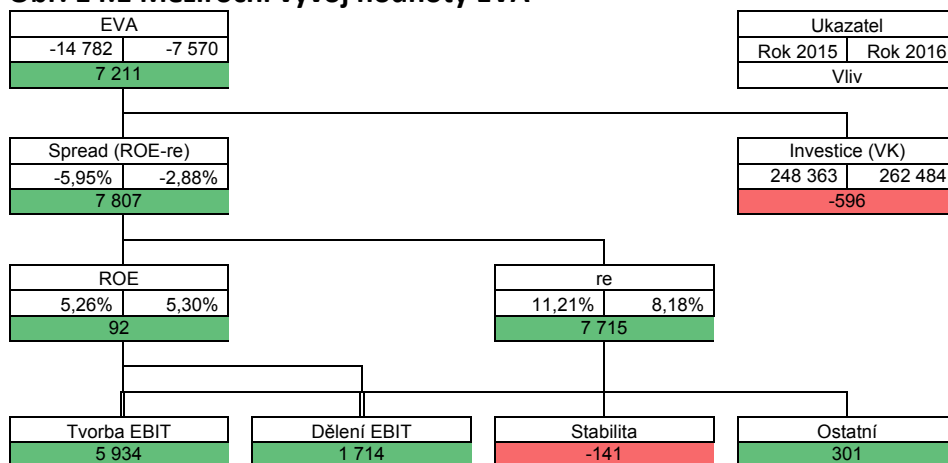 EVA
-14 782 -7 570
7 211
Ukazatel
Rok 2015 Rok 2016
Vliv
Spread (ROE-re)
-5,95% -2,88%
7 807
Investice (VK)
248 363 262 484
-596
ROE
5,26% 5,30%
92
re
11,21% 8,18%
7 715
Tvorba EBIT
5 934
Dělení EBIT
1 714
Stabilita
-141
Ostatní
301